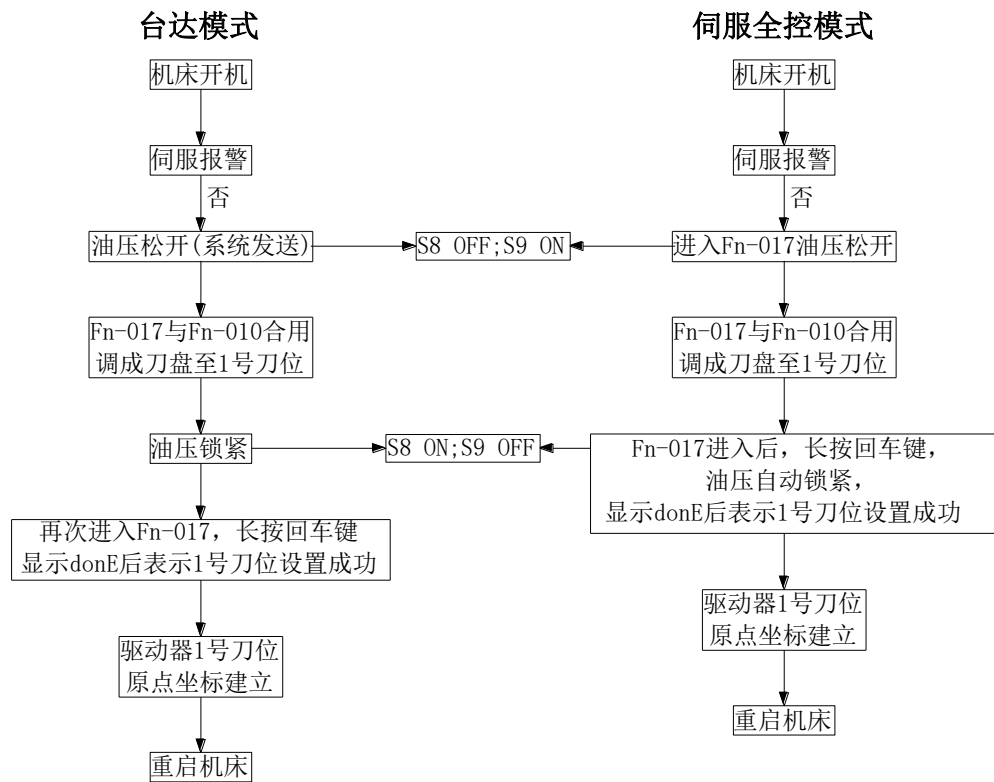 台达模式
机床开机
伺服报警
否
油压松开(系统发送)
S8 OFF;S9 ON
Fn-017与Fn-010合用
调成刀盘至1号刀位
油压锁紧
S8 ON;S9 OFF
再次进入Fn-017, 长按回车键
显示donE后表示1号刀位设置成功
驱动器1号刀位
原点坐标建立
重启机床
伺服全控模式
机床开机
伺服报警
否
进入Fn-017油压松开
Fn-017与Fn-010合用
调成刀盘至1号刀位
Fn-017进入后, 长按回车键,
油压自动锁紧,
显示donE后表示1号刀位设置成功
驱动器1号刀位
原点坐标建立
重启机床